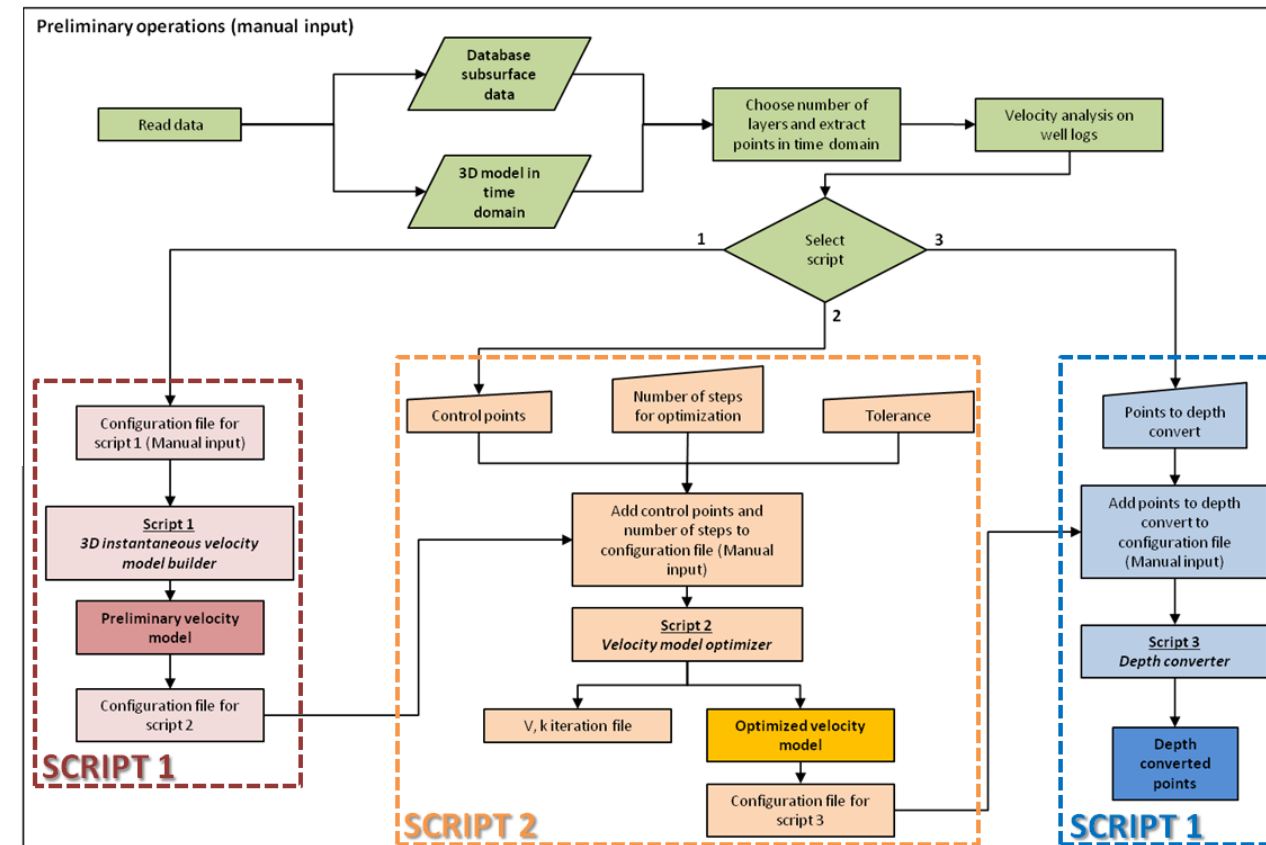 Preliminary operations (manual input)
Read data
Database
subsurface
data
3D model in
time
domain
Choose number of
layers and extract
points in time domain
Velocity analysis on
well logs
Select
script
1
3
2
Configuration file for
script 1 (Manual input)
Script 1
3D instantaneous velocity
model builder
Preliminary velocity
model
Configuration file for
script 2
SCRIPT 1
Control points
Number of steps
for optimization
Tolerance
Add control points and
number of steps to
configuration file (Manual
input)
Script 2
Velocity model optimizer
V, k iteration file
Optimized velocity
model
Configuration file for
script 3
SCRIPT 2
Points to depth
convert
Add points to depth
convert to
configuration file
(Manual input)
Script 3
Depth converter
Depth
converted
points
SCRIPT 1